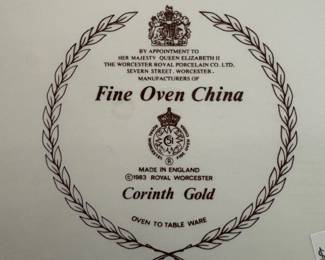 BY APPOINTMENT TO
HER MAJESTY QUEEN ELIZABETH II
THE WORCESTER ROYAL PORCELAIN CO. LTD.
SEVERN STREET, WORCESTER.
MANUFACTURERS OF
Fine Oven China
MADE IN ENGLAND
©1983 ROYAL WORCESTER
Corinth Gold
OVEN TO TABLE WARE